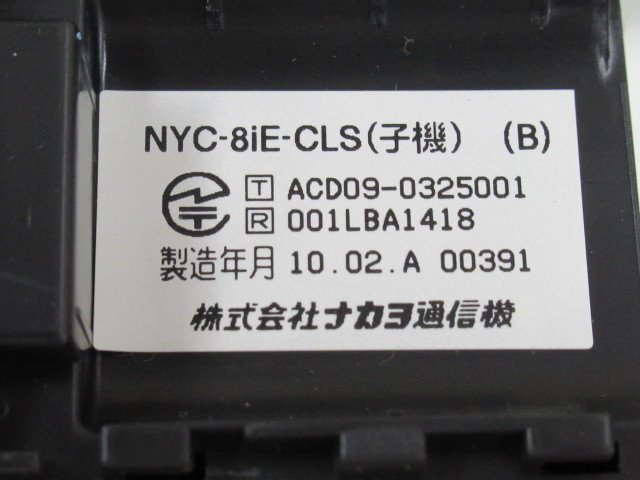 NYC-8iE-CLS(子機) (B)
T ACD09-0325001
R 001LBA1418
製造年月 10.02.A 00391
株式会社ナカヨ通信機